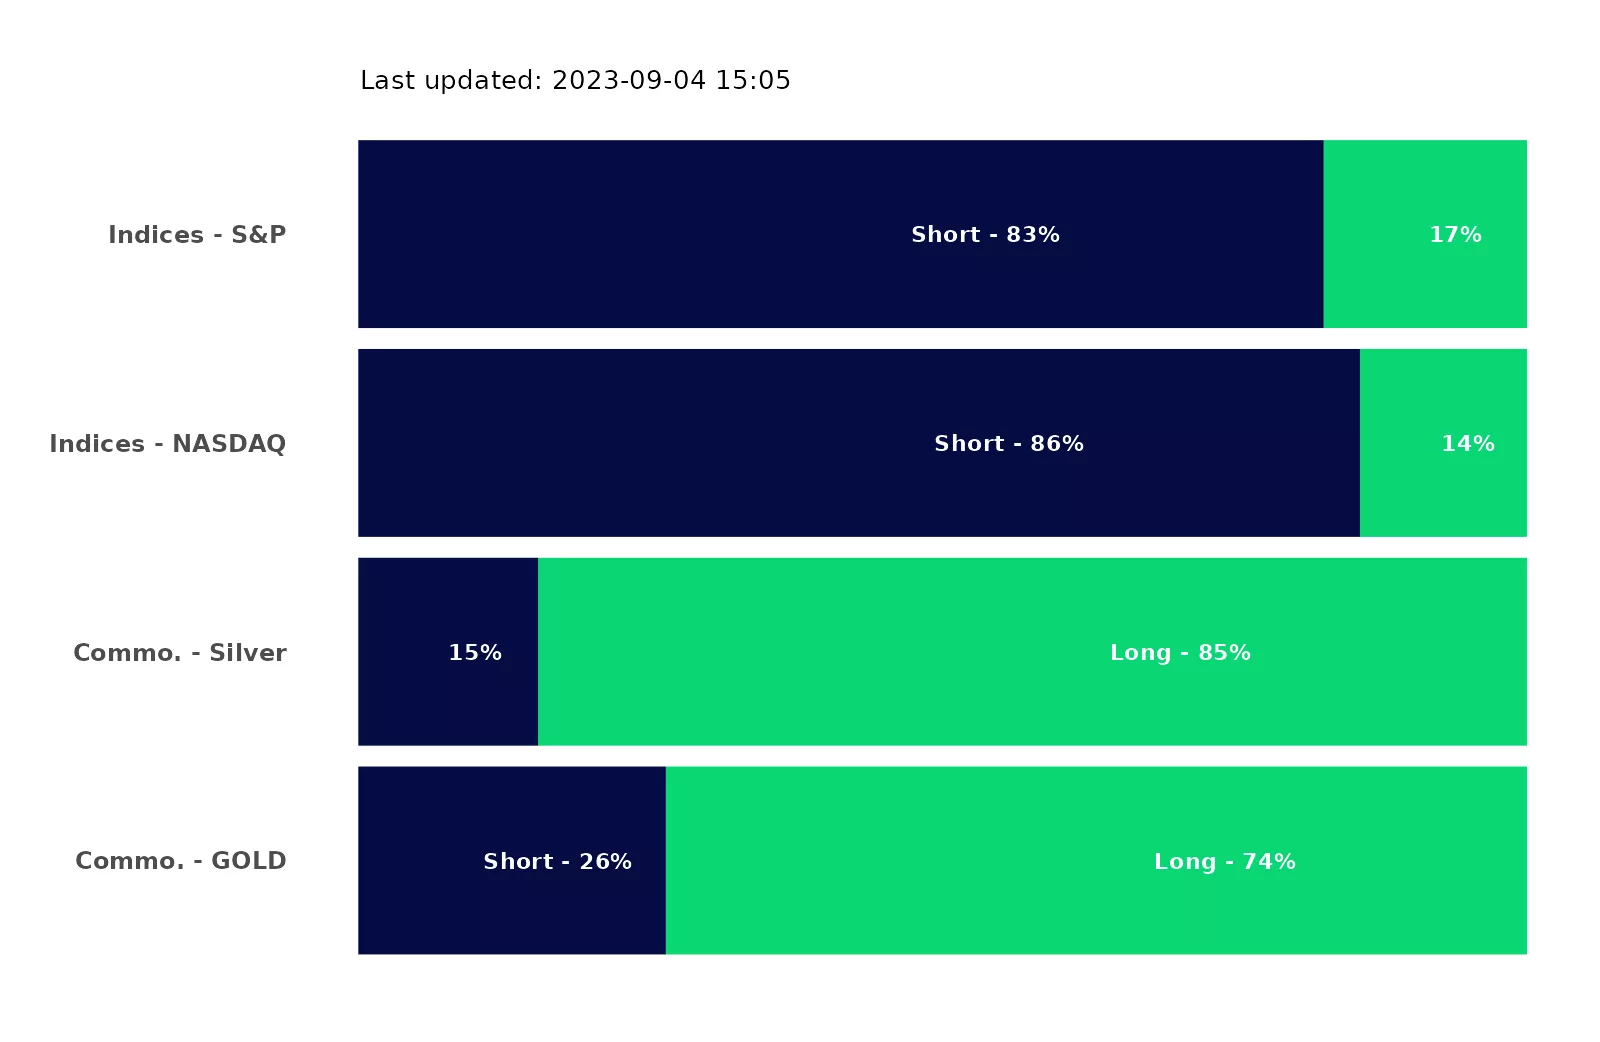 Last updated: 2023-09-04 15:05
Indices - S&P
Short - 83%
17%
Indices - NASDAQ
Short - 86%
14%
Commo. - Silver
15%
Long - 85%
Commo. - GOLD
Short - 26%
Long - 74%